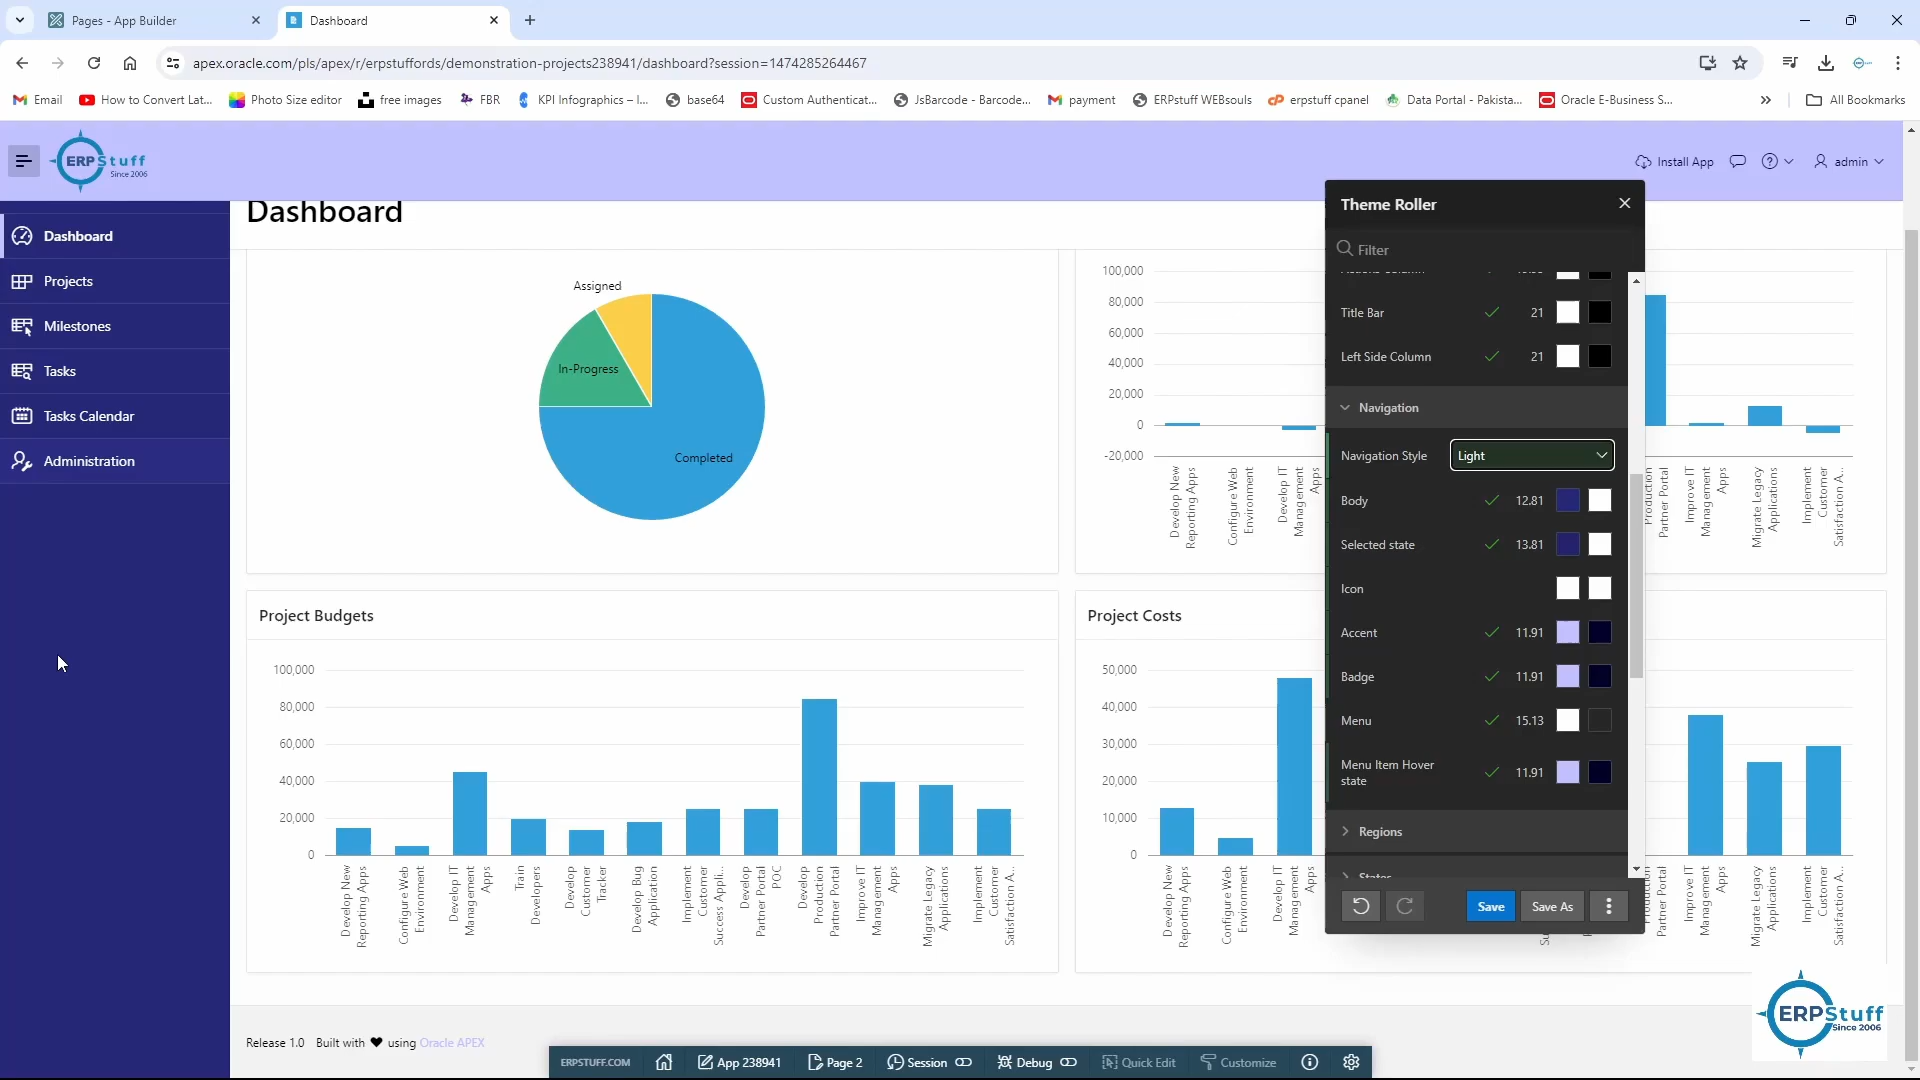 Pages - App Builder
Dashboard
apex.oracle.com/pls/apex/r/erpstuffords/demonstration-projects238941/dashboard?session=1474285264467
Email
How to Convert Lat...
Photo Size editor
free images
FBR
KPI Infographics – I...
base64
Custom Authenticat...
JsBarcode - Barcode...
payment
ERPstuff WEBsouls
erpstuff cpanel
Data Portal - Pakista...
Oracle E-Business S...
All Bookmarks
ERPStuff
Since 2006
Install App
admin
Dashboard
Projects
Milestones
Tasks
Tasks Calendar
Administration
Dashboard
Assigned
In-Progress
Completed
100,000
80,000
60,000
40,000
20,000
0
-20,000
Develop New
Reporting Apps
Configure Web
Environment
Develop IT
Management
Apps
Production
Partner Portal
Improve IT
Management
Apps
Migrate Legacy
Applications
Implement
Customer
Satisfaction A...
Project Budgets
100,000
80,000
60,000
40,000
20,000
0
Develop New
Reporting Apps
Configure Web
Environment
Develop IT
Management
Apps
Train
Developers
Develop
Customer
Tracker
Develop Bug
Application
Implement
Customer
Success Appli...
Develop
Partner Portal
POC
Develop
Production
Partner Portal
Improve IT
Management
Apps
Migrate Legacy
Applications
Implement
Customer
Satisfaction A...
Project Costs
50,000
40,000
30,000
20,000
10,000
0
Develop New
Reporting Apps
Configure Web
Environment
Develop IT
Management
Apps
Production
Partner Portal
Improve IT
Management
Apps
Migrate Legacy
Applications
Implement
Customer
Satisfaction A...
Theme Roller
Filter
Title Bar 21
Left Side Column 21
Navigation
Navigation Style Light
Body 12.81
Selected state 13.81
Icon
Accent 11.91
Badge 11.91
Menu 15.13
Menu Item Hover
state 11.91
Regions
States
Save
Save As
Release 1.0 Built with ♥ using Oracle APEX
ERPSTUFF.COM
App 238941
Page 2
Session
Debug
Quick Edit
Customize
ERPStuff
Since 2006